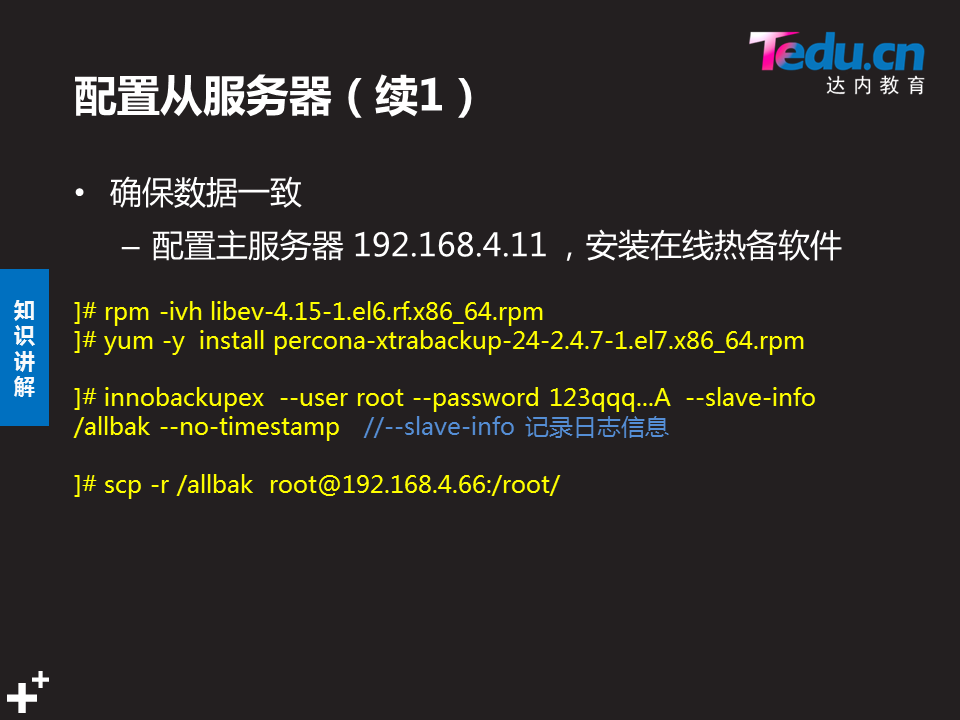 Tedu.cn
达内教育
配置从服务器（续1）
• 确保数据一致
– 配置主服务器 192.168.4.11 ，安装在线热备软件
知
识
讲
解
]# rpm -ivh libev-4.15-1.el6.rf.x86_64.rpm
]# yum -y  install percona-xtrabackup-24-2.4.7-1.el7.x86_64.rpm
]# innobackupex  --user root --password 123qqq...A  --slave-info
/allbak --no-timestamp   //--slave-info 记录日志信息
]# scp -r /allbak  root@192.168.4.66:/root/